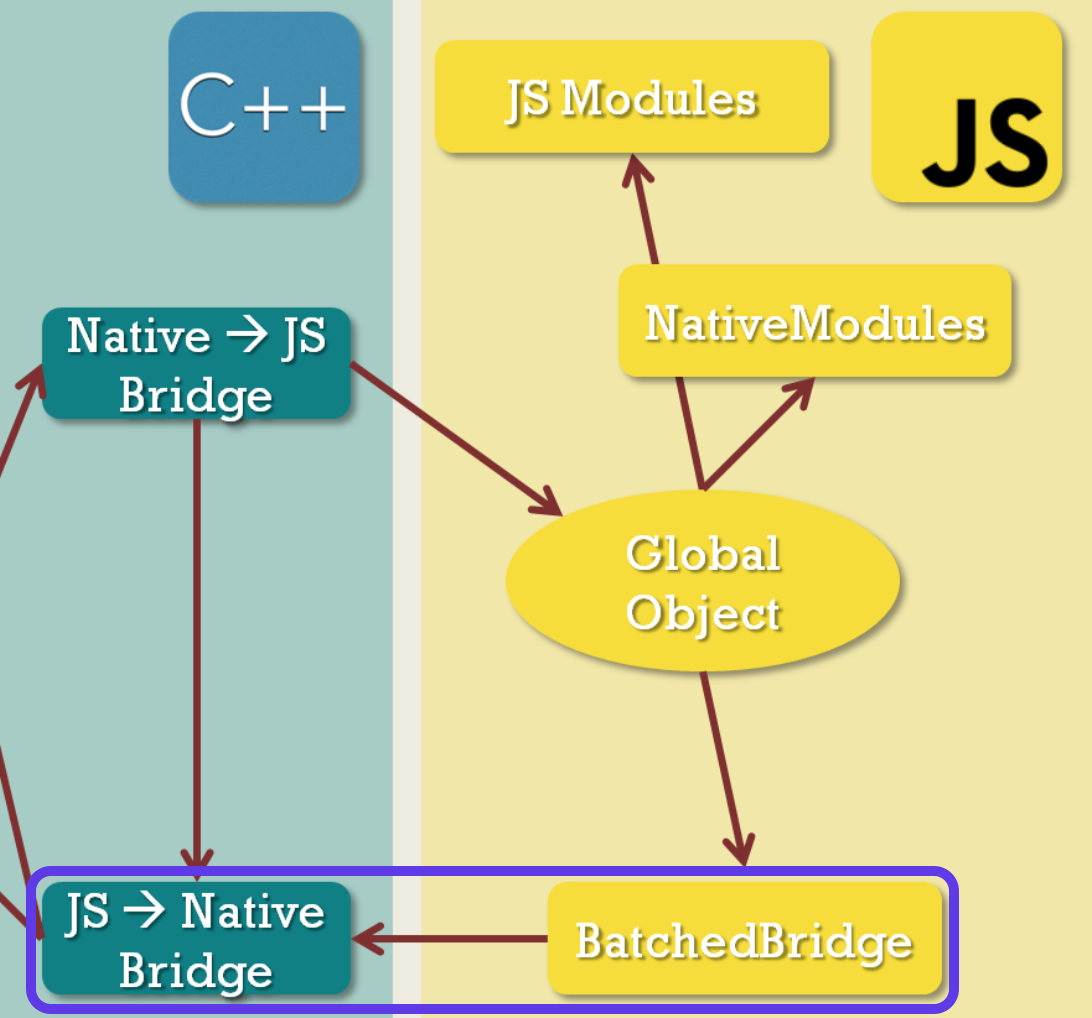 C++
JS Modules
JS
NativeModules
Native → JS
Bridge
Global
Object
JS → Native
Bridge
BatchedBridge